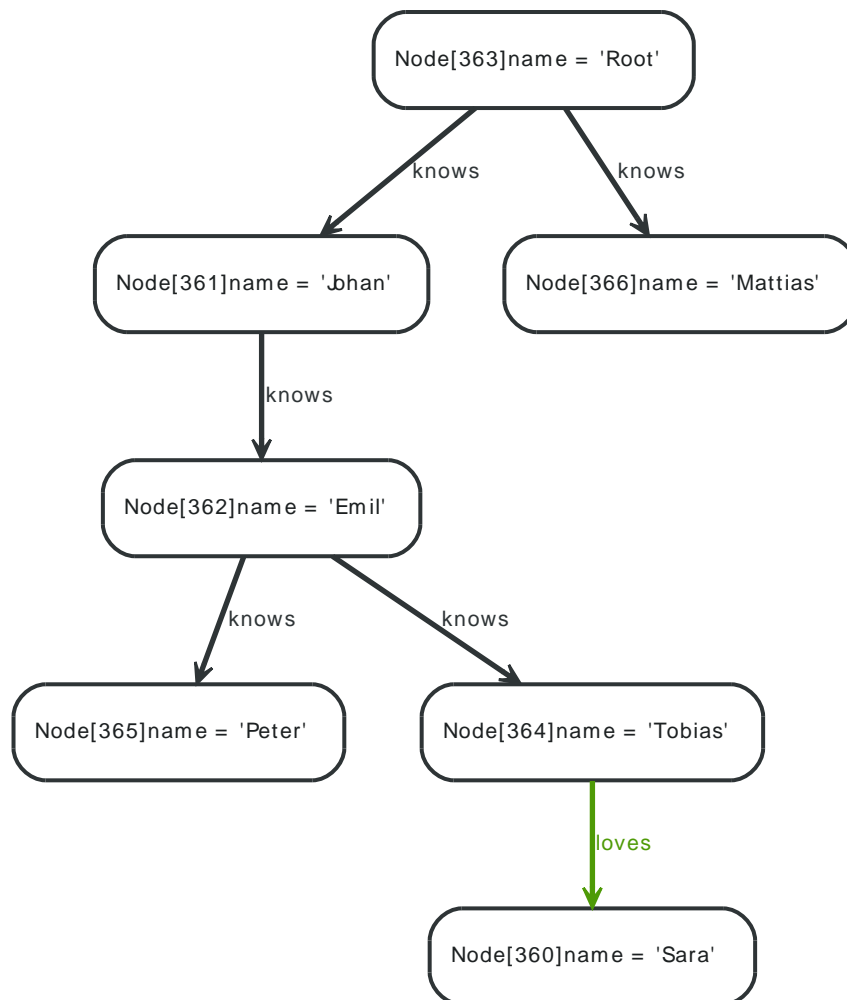 Node[363]name = 'Root'
knows
knows
Node[361]name = 'Johan'
Node[366]name = 'Mattias'
knows
Node[362]name = 'Emil'
knows
knows
Node[365]name = 'Peter'
Node[364]name = 'Tobias'
loves
Node[360]name = 'Sara'